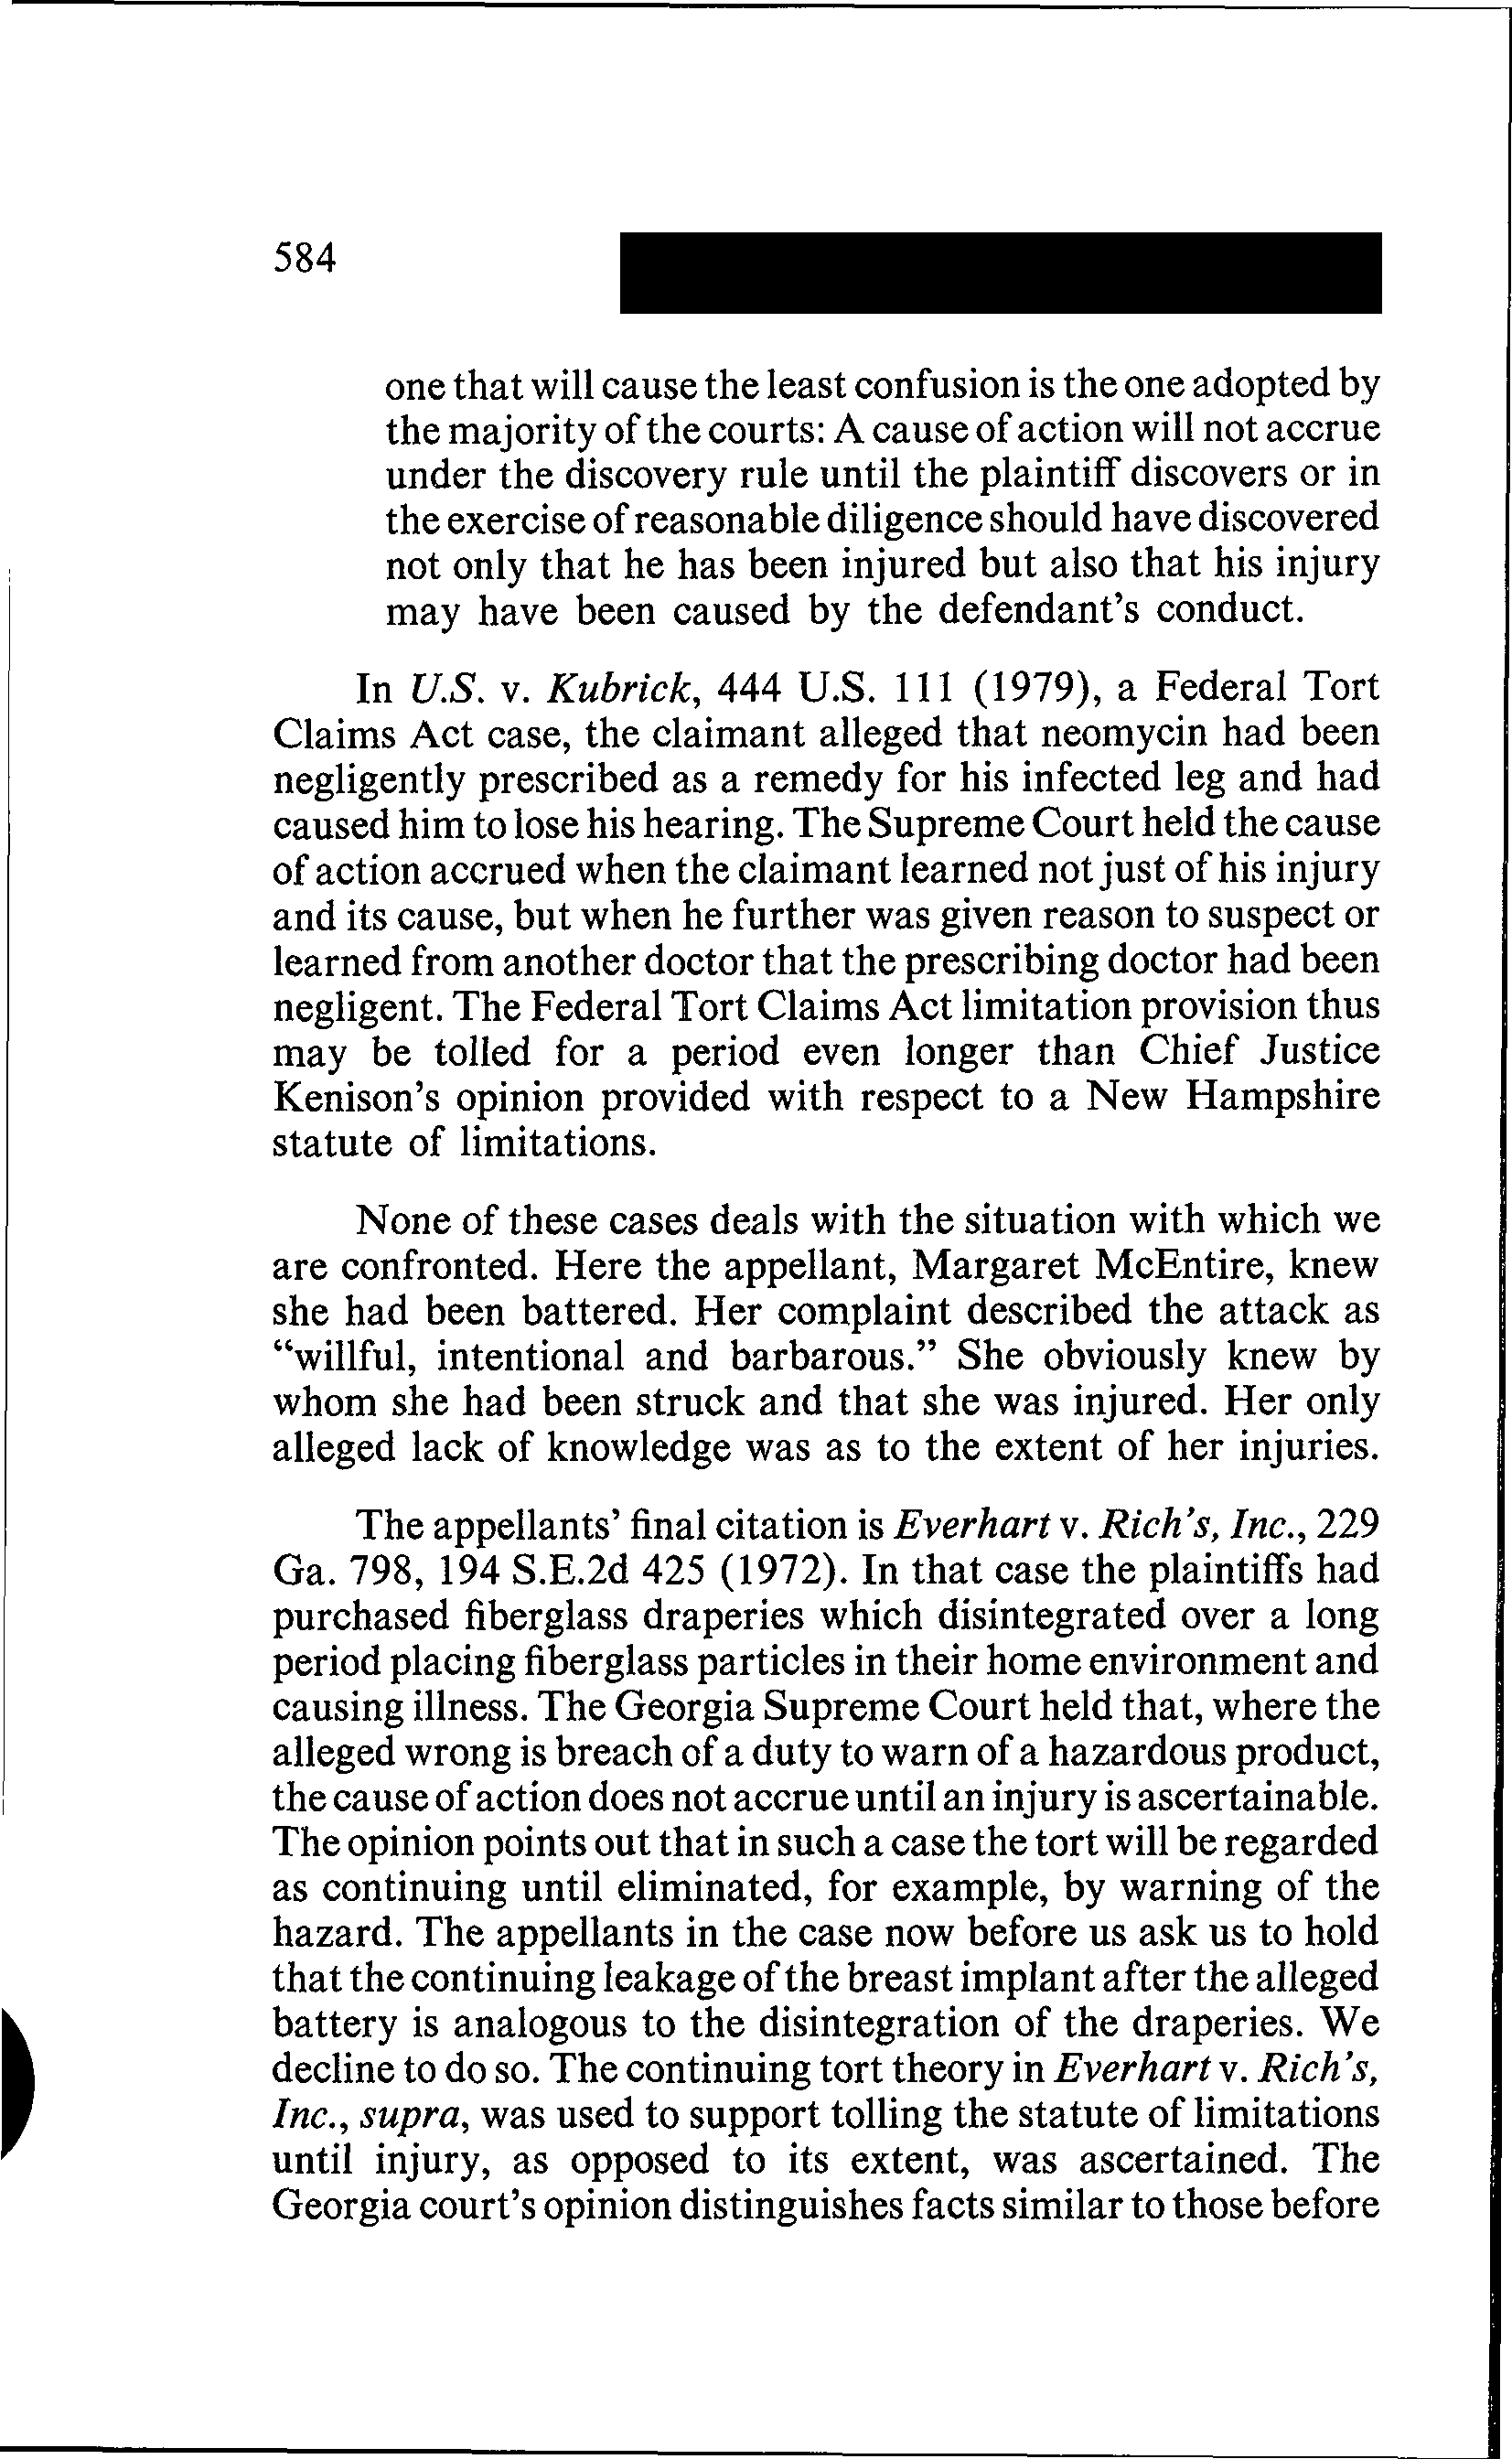 584
one that will cause the least confusion is the one adopted by
the majority of the courts: A cause of action will not accrue
under the discovery rule until the plaintiff discovers or in
the exercise of reasonable diligence should have discovered
not only that he has been injured but also that his injury
may have been caused by the defendant's conduct.
In U.S. v. Kubrick, 444 U.S. 111 (1979), a Federal Tort
Claims Act case, the claimant alleged that neomycin had been
negligently prescribed as a remedy for his infected leg and had
caused him to lose his hearing. The Supreme Court held the cause
of action accrued when the claimant learned not just of his injury
and its cause, but when he further was given reason to suspect or
learned from another doctor that the prescribing doctor had been
negligent. The Federal Tort Claims Act limitation provision thus
may be tolled for a period even longer than Chief Justice
Kenison's opinion provided with respect to a New Hampshire
statute of limitations.
None of these cases deals with the situation with which we
are confronted. Here the appellant, Margaret McEntire, knew
she had been battered. Her complaint described the attack as
“willful, intentional and barbarous.” She obviously knew by
whom she had been struck and that she was injured. Her only
alleged lack of knowledge was as to the extent of her injuries.
The appellants' final citation is Everhart v. Rich's, Inc., 229
Ga. 798, 194 S.E.2d 425 (1972). In that case the plaintiffs had
purchased fiberglass draperies which disintegrated over a long
period placing fiberglass particles in their home environment and
causing illness. The Georgia Supreme Court held that, where the
alleged wrong is breach of a duty to warn of a hazardous product,
the cause of action does not accrue until an injury is ascertainable.
The opinion points out that in such a case the tort will be regarded
as continuing until eliminated, for example, by warning of the
hazard. The appellants in the case now before us ask us to hold
that the continuing leakage of the breast implant after the alleged
battery is analogous to the disintegration of the draperies. We
decline to do so. The continuing tort theory in Everhart v. Rich's,
Inc., supra, was used to support tolling the statute of limitations
until injury, as opposed to its extent, was ascertained. The
Georgia court's opinion distinguishes facts similar to those before